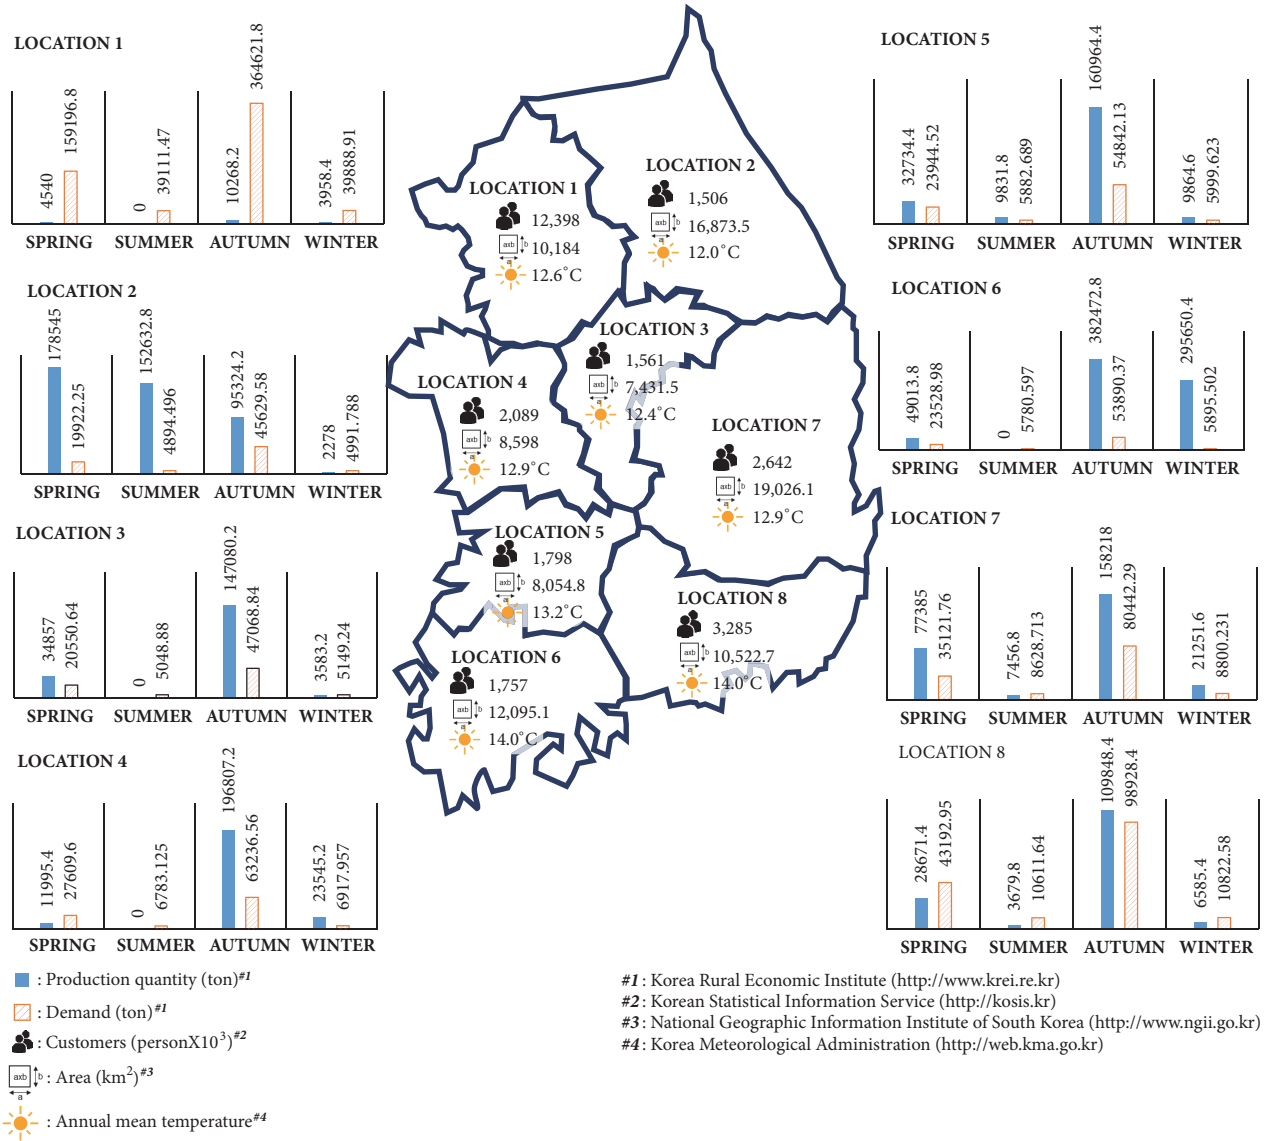 LOCATION 1
4540
159196.8
0
39111.47
10268.2
364621.8
3958.4
39888.91
SPRING SUMMER AUTUMN WINTER
LOCATION 2
178545
19922.25
152632.8
4894.496
95324.2
45629.58
2278
4991.788
SPRING SUMMER AUTUMN WINTER
LOCATION 3
34857
20550.64
0
5048.88
147080.2
47068.84
3583.2
5149.24
SPRING SUMMER AUTUMN WINTER
LOCATION 4
11995.4
27609.6
0
6783.125
196807.2
63236.56
23545.2
6917.957
SPRING SUMMER AUTUMN WINTER
LOCATION 1
12,398
axb b
a
10,184
12.6°C
LOCATION 2
1,506
axb b
a
16,873.5
12.0°C
LOCATION 3
1,561
axb b
a
7,431.5
12.4°C
LOCATION 4
2,089
axb b
a
8,598
12.9°C
LOCATION 7
2,642
axb b
a
19,026.1
12.9°C
LOCATION 5
1,798
axb b
a
8,054.8
13.2°C
LOCATION 8
3,285
axb b
a
10,522.7
14.0°C
LOCATION 6
1,757
axb b
a
12,095.1
14.0°C
LOCATION 5
32734.4
23944.52
9831.8
5882.689
160964.4
54842.13
9864.6
5999.623
SPRING SUMMER AUTUMN WINTER
LOCATION 6
49013.8
23528.98
0
5780.597
382472.8
53890.37
295650.4
5895.502
SPRING SUMMER AUTUMN WINTER
LOCATION 7
77385
35121.76
7456.8
8628.713
158218
80442.29
21251.6
8800.231
SPRING SUMMER AUTUMN WINTER
LOCATION 8
28671.4
43192.95
3679.8
10611.64
109848.4
98928.4
6585.4
10822.58
SPRING SUMMER AUTUMN WINTER
: Production quantity (ton)#1
: Demand (ton)#1
: Customers (personX10³)#2
axb b
a
: Area (km²)#3
: Annual mean temperature#4
#1 : Korea Rural Economic Institute (http://www.krei.re.kr)
#2 : Korean Statistical Information Service (http://kosis.kr)
#3 : National Geographic Information Institute of South Korea (http://www.ngii.go.kr)
#4 : Korea Meteorological Administration (http://web.kma.go.kr)